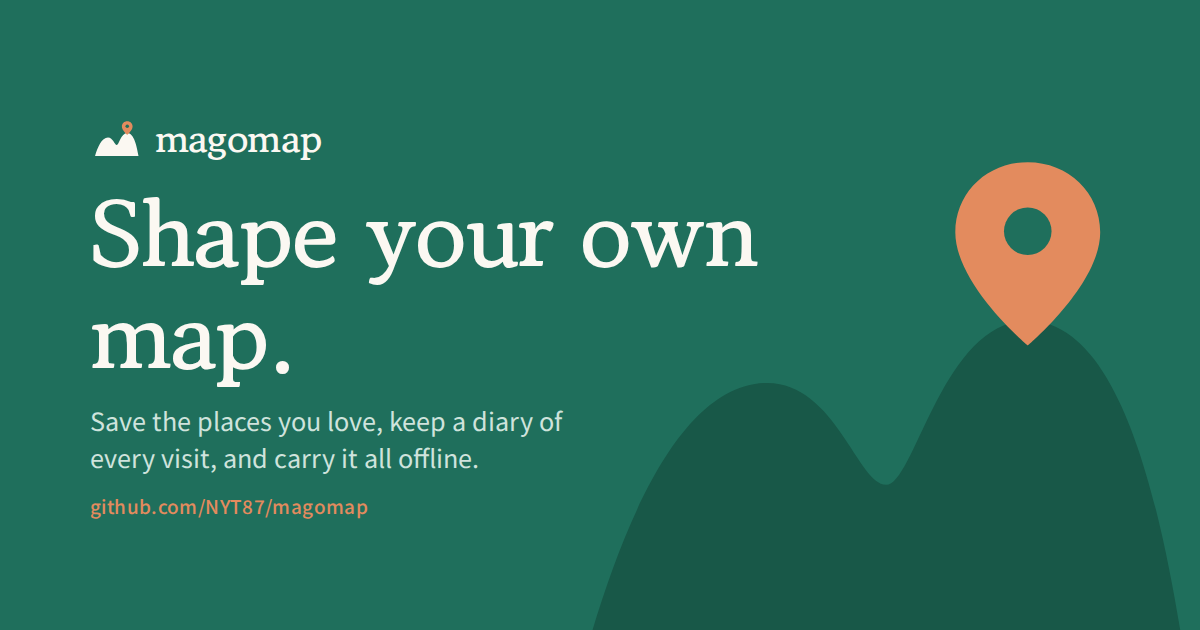 magomap
Shape your own
map.
Save the places you love, keep a diary of
every visit, and carry it all offline.
github.com/NYT87/magomap